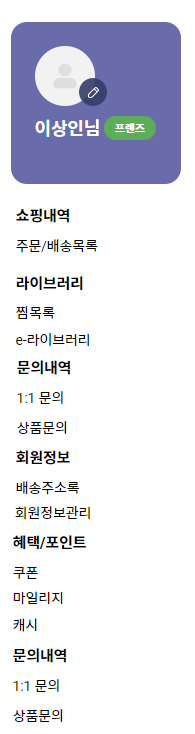 이상인님 프렌즈
쇼핑내역
주문/배송목록
라이브러리
찜목록
e-라이브러리
문의내역
1:1 문의
상품문의
회원정보
배송주소록
회원정보관리
혜택/포인트
쿠폰
마일리지
캐시
문의내역
1:1 문의
상품문의